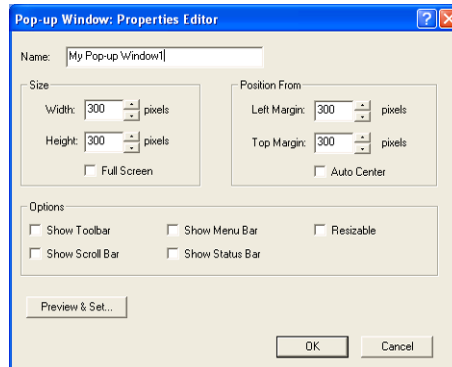 Pop-up Window: Properties Editor
Name: My Pop-up Window1
Size
Position From
Width: 300 pixels
Left Margin: 300 pixels
Height: 300 pixels
Top Margin: 300 pixels
Full Screen
Auto Center
Options
Show Toolbar Show Menu Bar Resizable
Show Scroll Bar Show Status Bar
Preview & Set...
OK Cancel